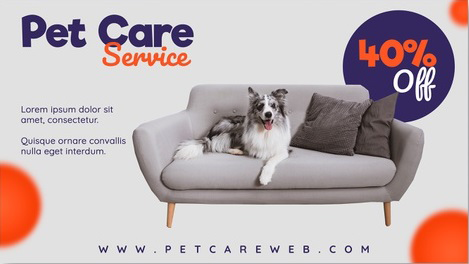 Pet Care
Service
40%
Off
Lorem ipsum dolor sit
amet, consectetur.
Quisque ornare convallis
nulla eget interdum.
WWW.PETCAREWEB.COM